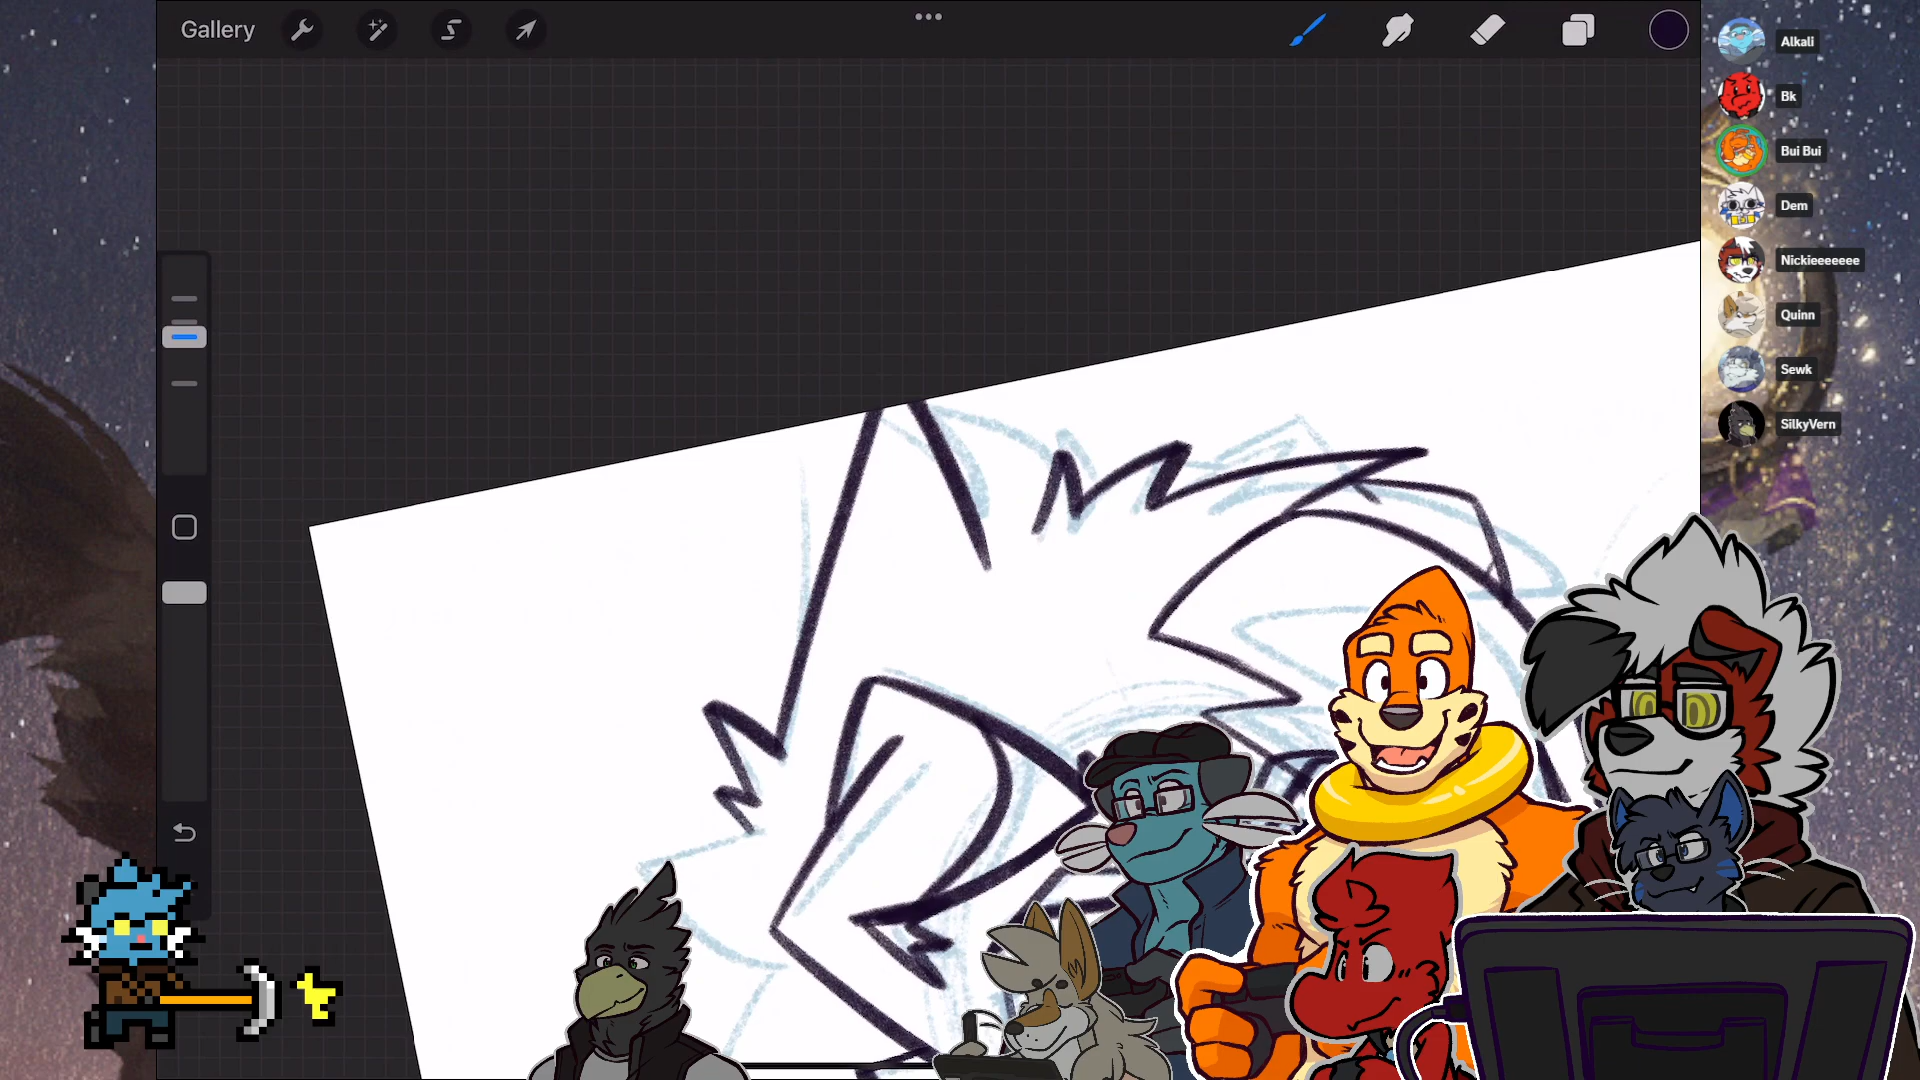 Gallery
Alkali
Bk
Bui Bui
Dem
Nickieeeeeee
Quinn
Sewk
SilkyVern